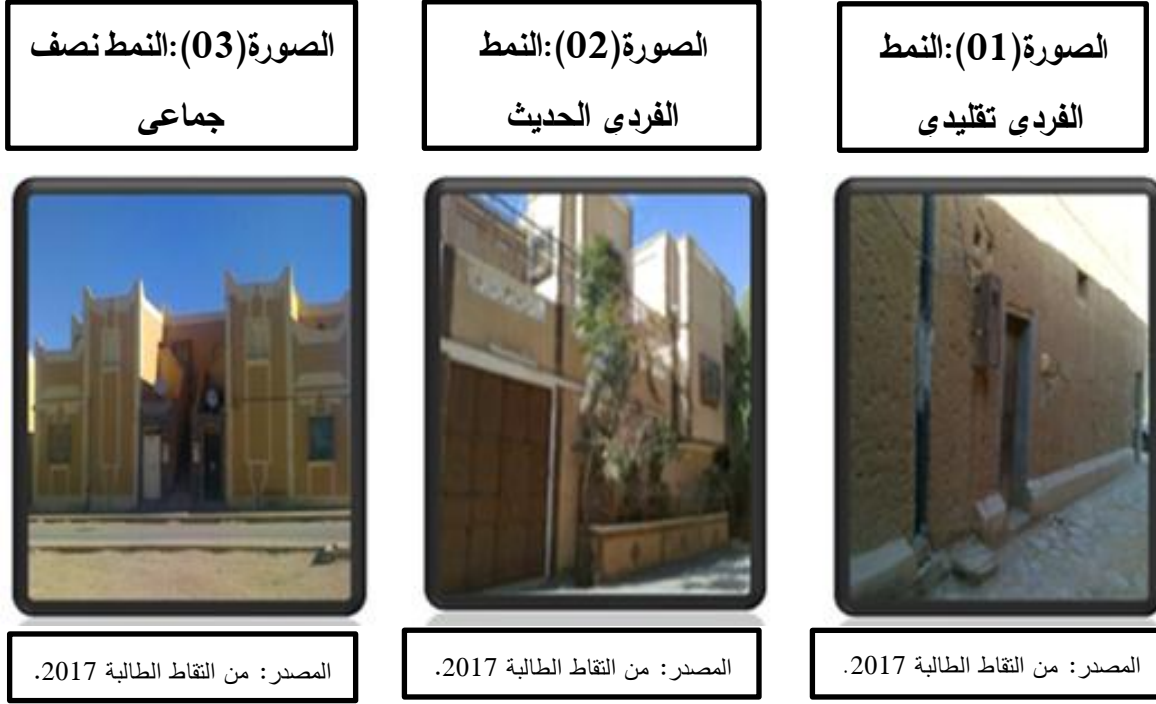 الصورة(01):النمط
الفردي تقليدي
الصورة(02):النمط
الفردي الحديث
الصورة(03):النمط نصف
جماعي
المصدر: من التقاط الطالبة 2017.
المصدر: من التقاط الطالبة 2017.
المصدر: من التقاط الطالبة 2017.